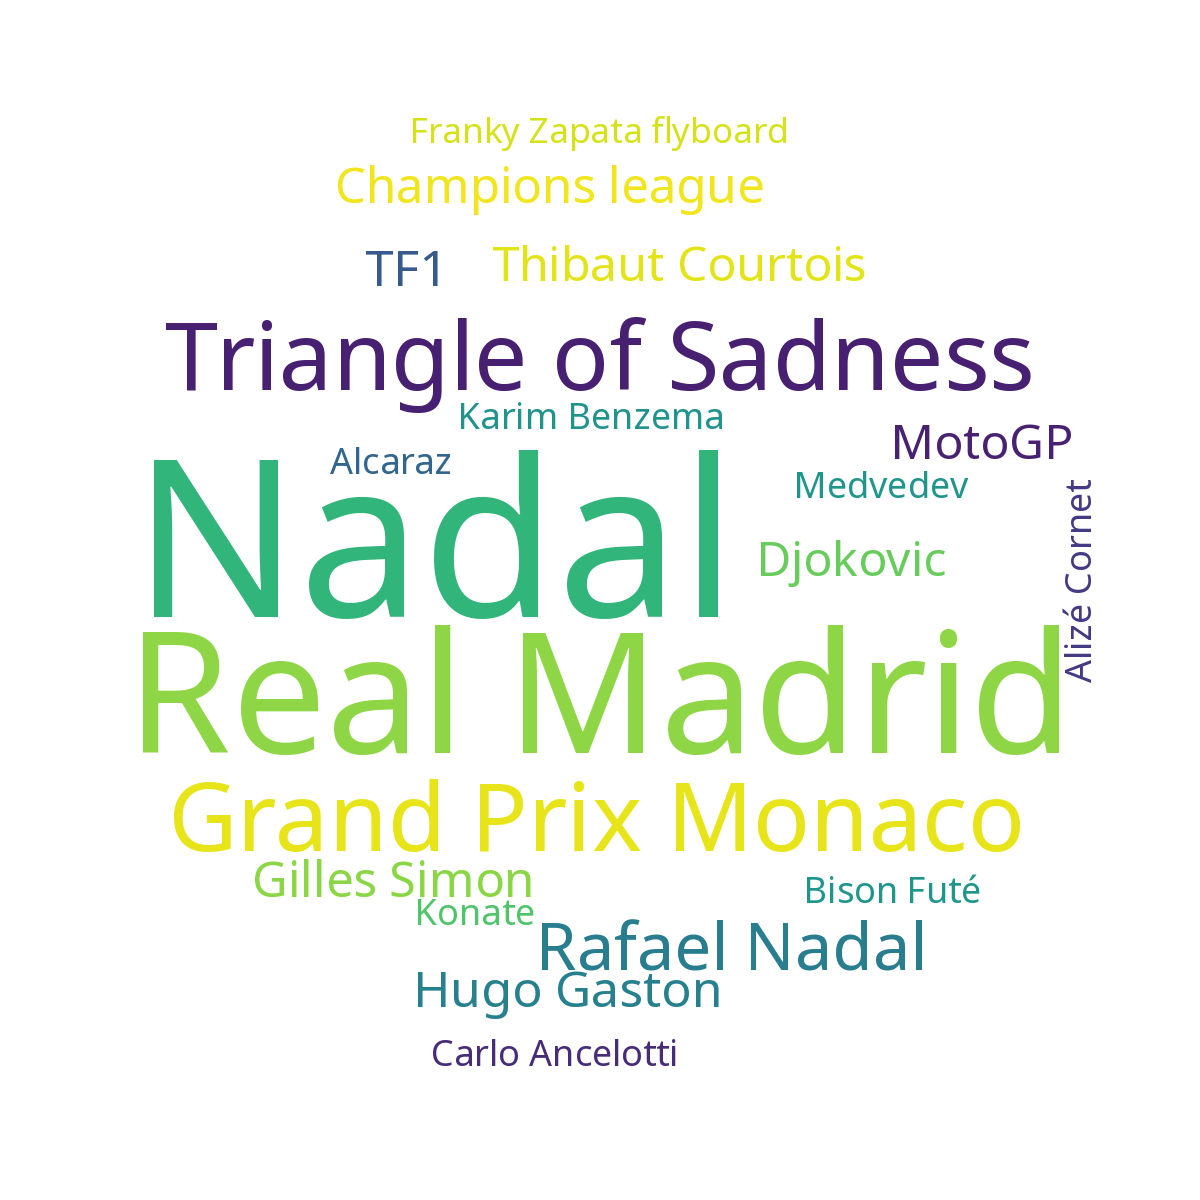 Franky Zapata flyboard
Champions league
TF1
Thibaut Courtois
Triangle of Sadness
Karim Benzema
MotoGP
Alcaraz
Medvedev
Nadal
Djokovic
Alizé Cornet
Real Madrid
Grand Prix Monaco
Gilles Simon
Bison Futé
Konate
Rafael Nadal
Hugo Gaston
Carlo Ancelotti